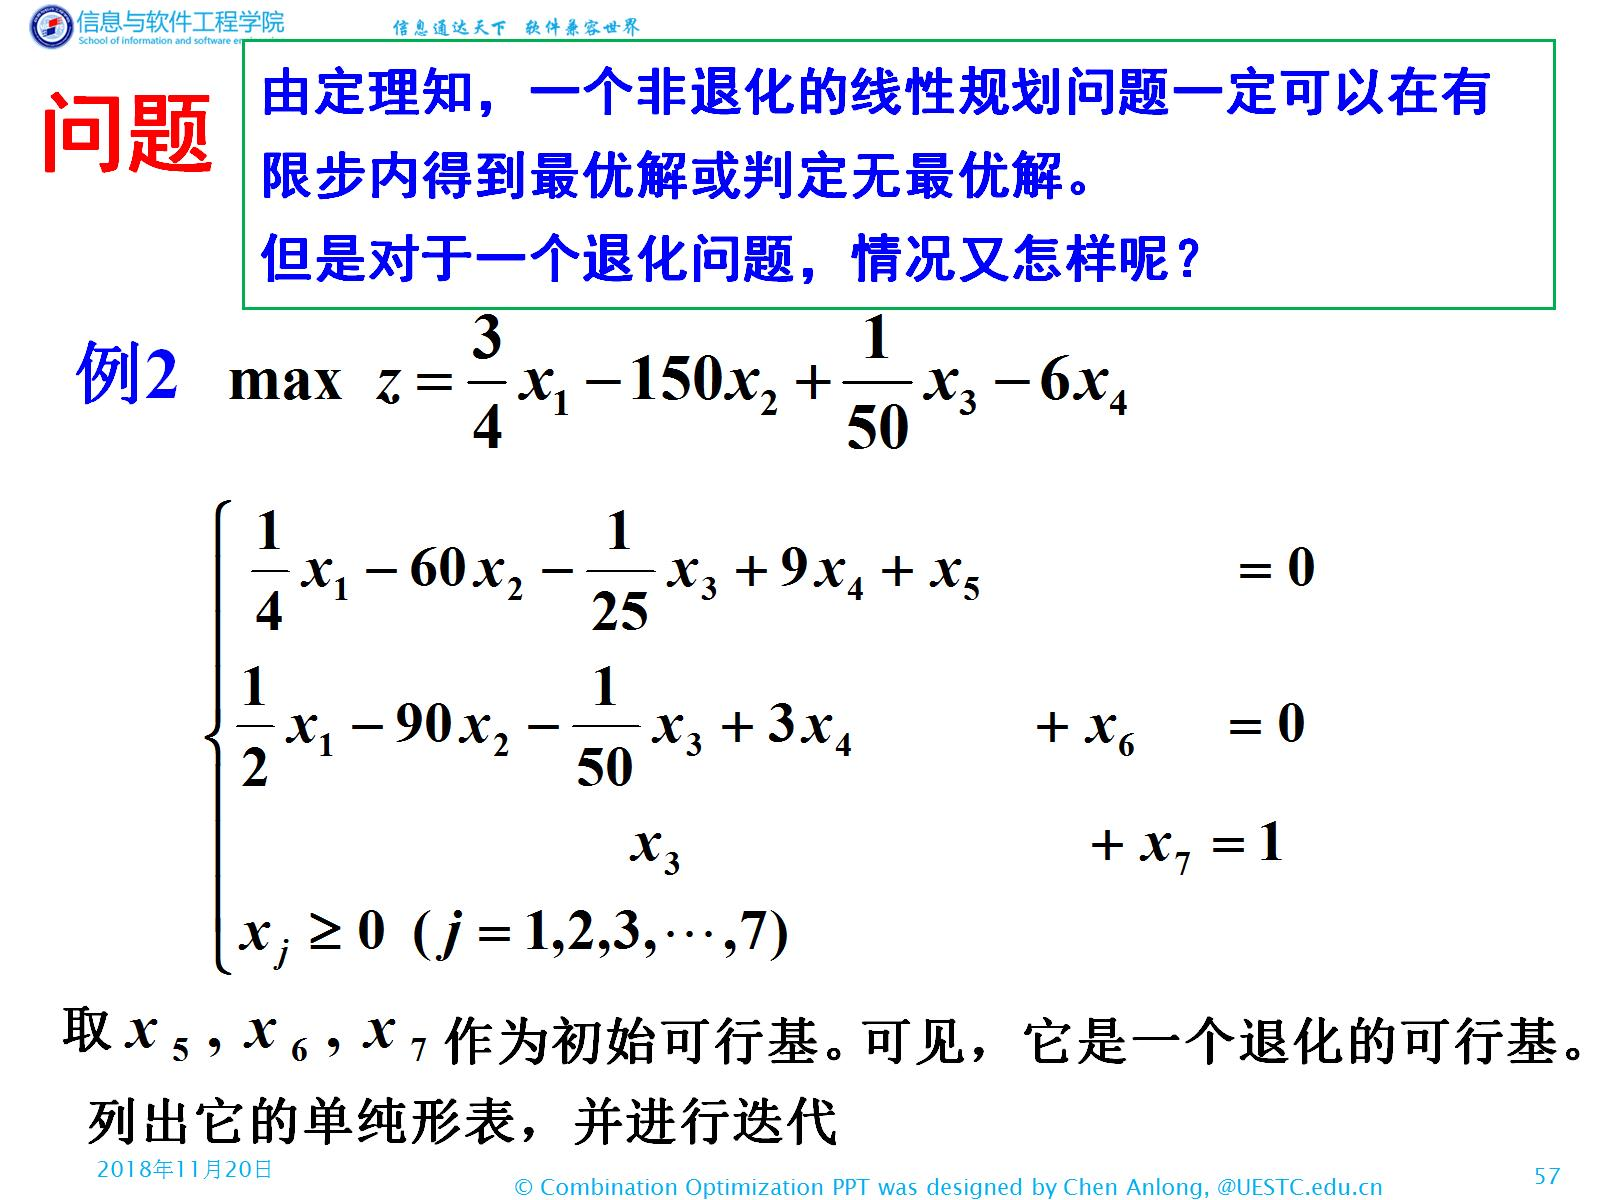 信息与软件工程学院
School of information and software en
信息通达天下 软件兼容世界
问题
由定理知，一个非退化的线性规划问题一定可以在有
限步内得到最优解或判定无最优解。
但是对于一个退化问题，情况又怎样呢？
例2 max z = 3/4 x₁ − 150x₂ + 1/50 x₃ − 6x₄
1/4 x₁ − 60x₂ − 1/25 x₃ + 9x₄ + x₅ = 0
1/2 x₁ − 90x₂ − 1/50 x₃ + 3x₄ + x₆ = 0
x₃ + x₇ = 1
xⱼ ≥ 0 ( j = 1,2,3,⋯,7)
取 x₅ , x₆ , x₇ 作为初始可行基。可见，它是一个退化的可行基。
列出它的单纯形表，并进行迭代
2018年11月20日
© Combination Optimization PPT was designed by Chen Anlong, @UESTC.edu.cn
57